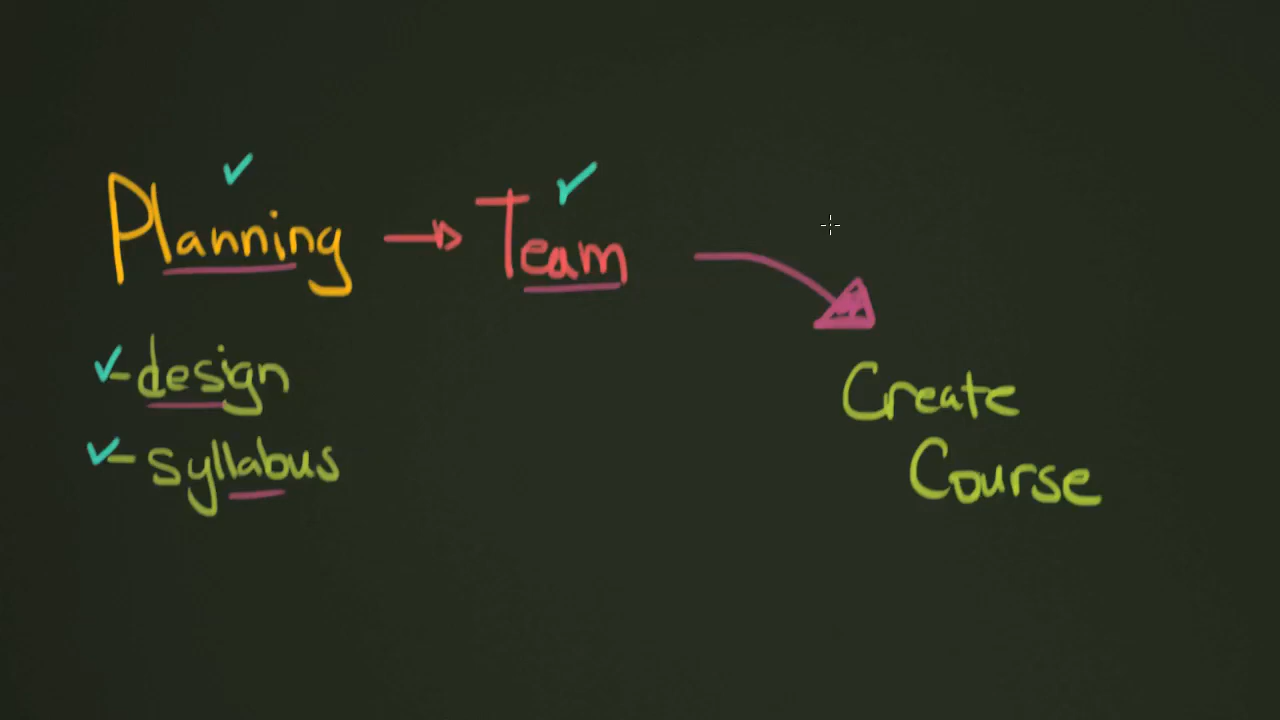 Planning → Team
- design
- syllabus
Create
Course